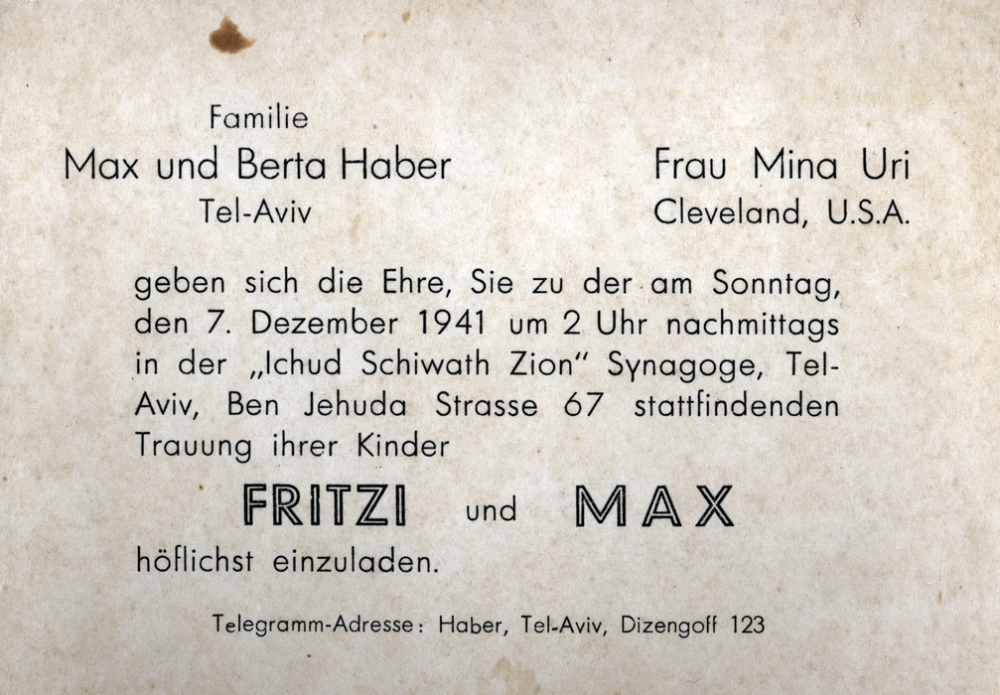 Familie
Max und Berta Haber
Tel-Aviv
Frau Mina Uri
Cleveland, U.S.A.
geben sich die Ehre, Sie zu der am Sonntag,
den 7. Dezember 1941 um 2 Uhr nachmittags
in der „Ichud Schiwath Zion“ Synagoge, Tel-
Aviv, Ben Jehuda Strasse 67 stattfindenden
Trauung ihrer Kinder
FRITZI und MAX
höflichst einzuladen.
Telegramm-Adresse: Haber, Tel-Aviv, Dizengoff 123